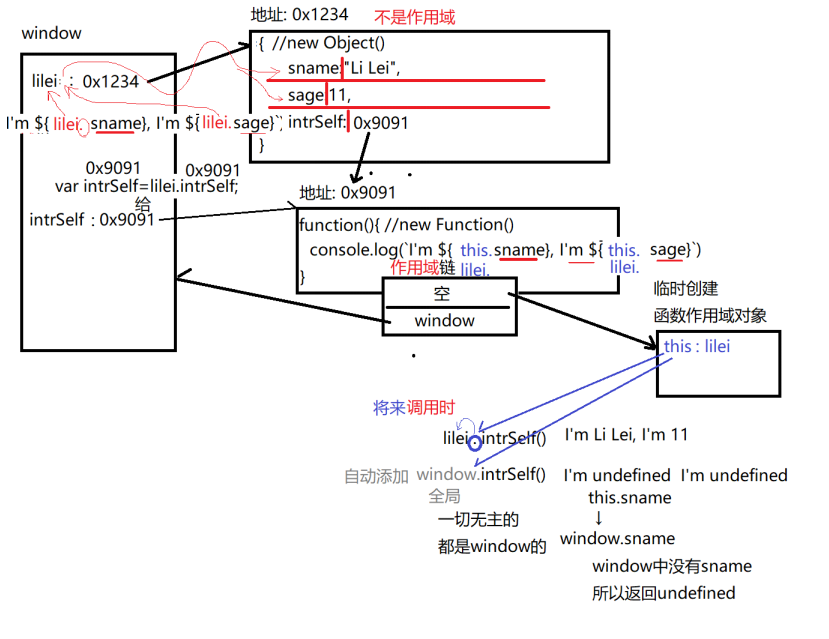 地址: 0x1234 不是作用域
window
{ //new Object()
lilei : 0x1234
sname:"Li Lei",
sage:11,
I'm ${ lilei. sname}, I'm ${lilei.sage}`;
intrSelf: 0x9091
}
0x9091 0x9091
var intrSelf=lilei.intrSelf;
给
intrSelf : 0x9091
地址: 0x9091
function(){ //new Function()
console.log(`I'm ${ this. sname}, I'm ${ this. sage}`)
lilei. lilei.
}
作用域链
空
window
临时创建
函数作用域对象
this : lilei
将来调用时
lilei.intrSelf() I'm Li Lei, I'm 11
自动添加 window.intrSelf() I'm undefined I'm undefined
全局
this.sname
↓
一切无主的
都是window的
window.sname
window中没有sname
所以返回undefined